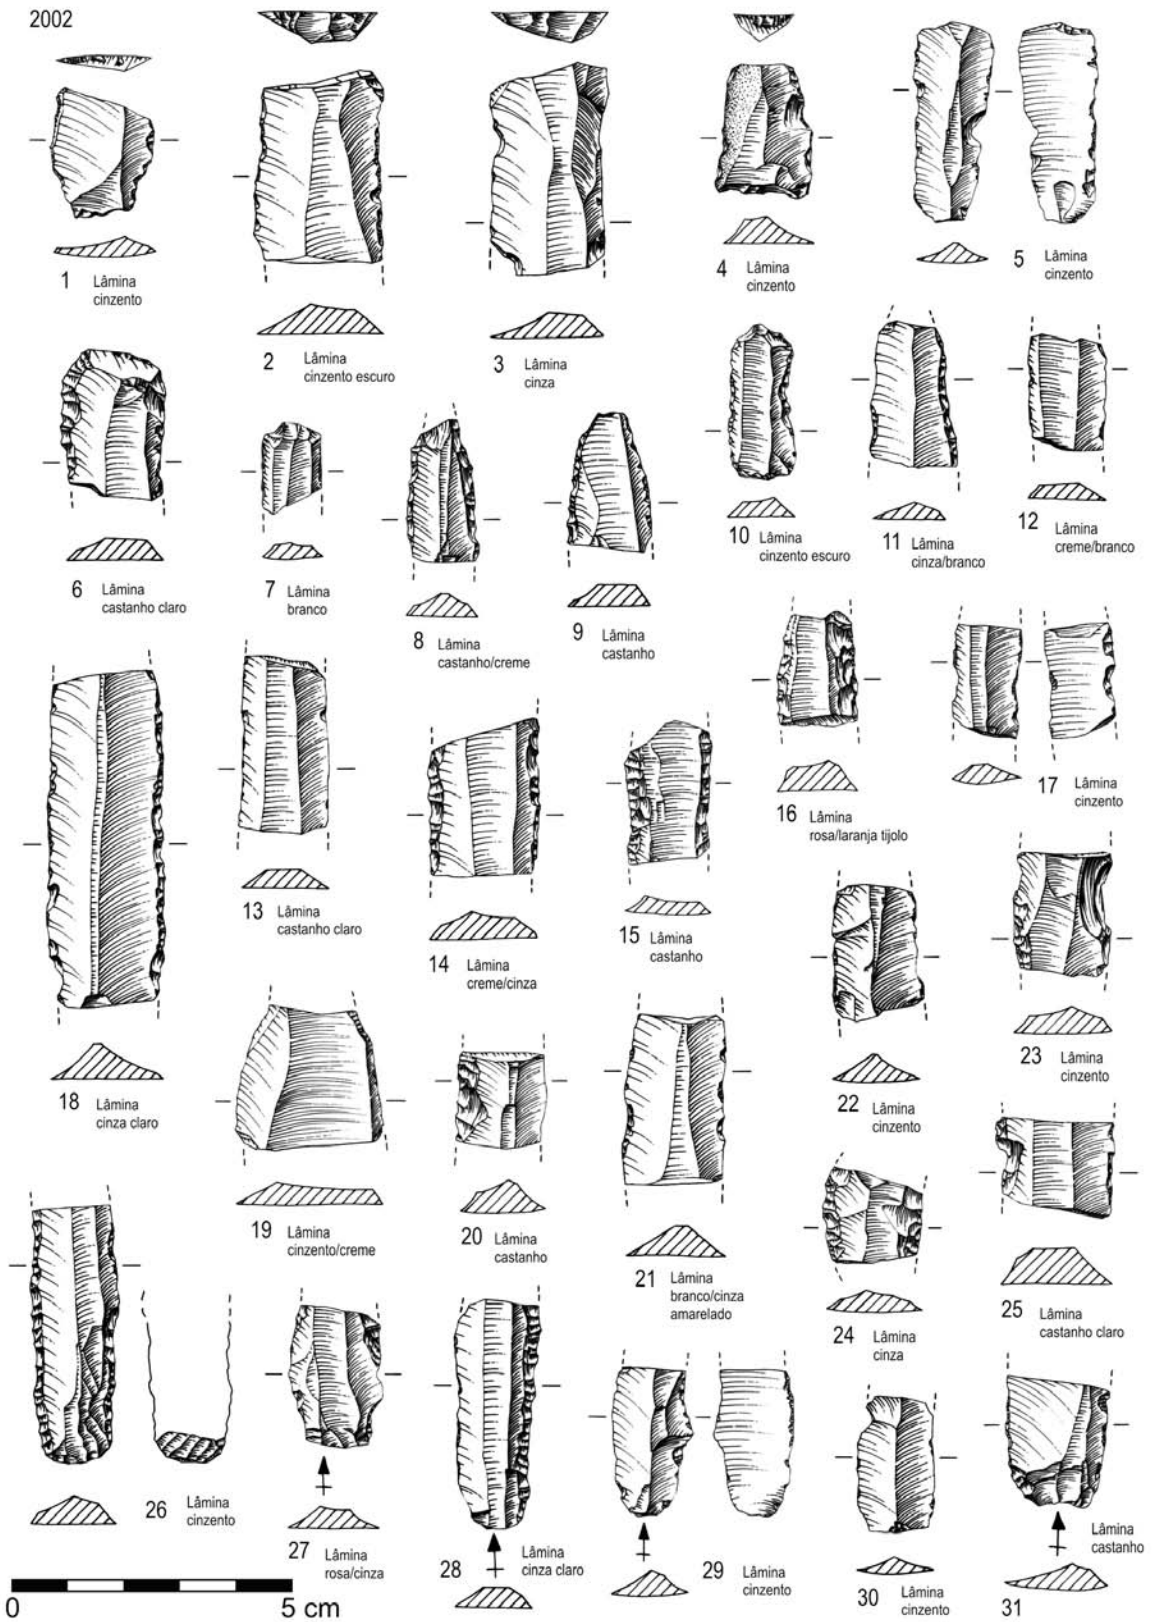 2002
1 Lâmina
cinzento
2 Lâmina
cinzento escuro
3 Lâmina
cinza
4 Lâmina
cinzento
5 Lâmina
cinzento
6 Lâmina
castanho claro
7 Lâmina
branco
8 Lâmina
castanho/creme
9 Lâmina
castanho
10 Lâmina
cinzento escuro
11 Lâmina
cinza/branco
12 Lâmina
creme/branco
13 Lâmina
castanho claro
14 Lâmina
creme/cinza
15 Lâmina
castanho
16 Lâmina
rosa/laranja tijolo
17 Lâmina
cinzento
18 Lâmina
cinza claro
19 Lâmina
cinzento/creme
20 Lâmina
castanho
21 Lâmina
branco/cinza
amarelado
22 Lâmina
cinzento
23 Lâmina
cinzento
24 Lâmina
cinza
25 Lâmina
castanho claro
26 Lâmina
cinzento
27 Lâmina
rosa/cinza
28 Lâmina
cinza claro
29 Lâmina
cinzento
30 Lâmina
cinzento
31 Lâmina
castanho
0 5 cm